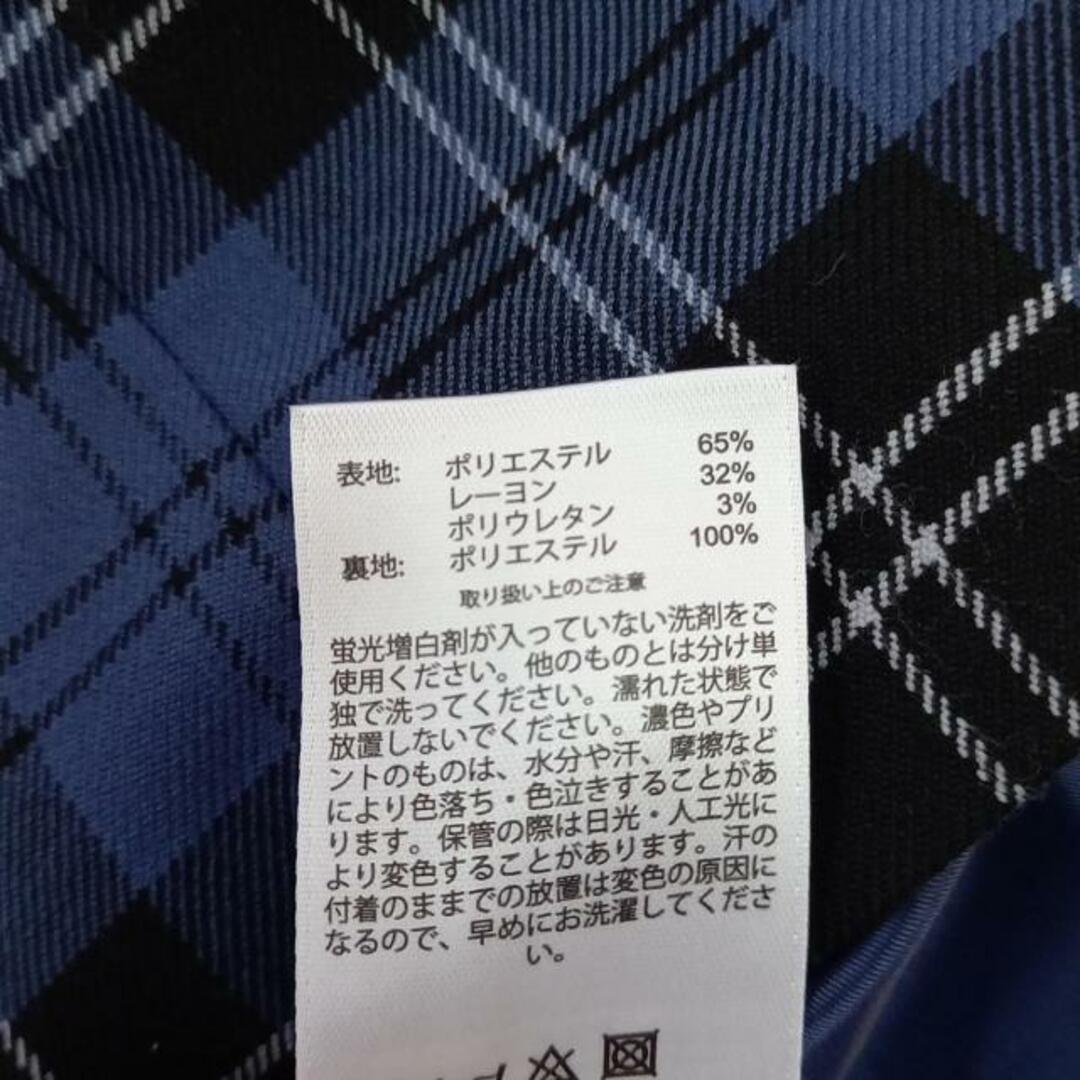 表地: ポリエステル 65%
レーヨン 32%
ポリウレタン 3%
裏地: ポリエステル 100%
取り扱い上のご注意
蛍光増白剤が入っていない洗剤をご
使用ください。他のものとは分け単
独で洗ってください。濡れた状態で
放置しないでください。濃色やプリ
ントのものは、水分や汗、摩擦など
により色落ち・色泣きすることがあ
ります。保管の際は日光・人工光に
より変色することがあります。汗の
付着のままでの放置は変色の原因に
なるので、早めにお洗濯してくださ
い。